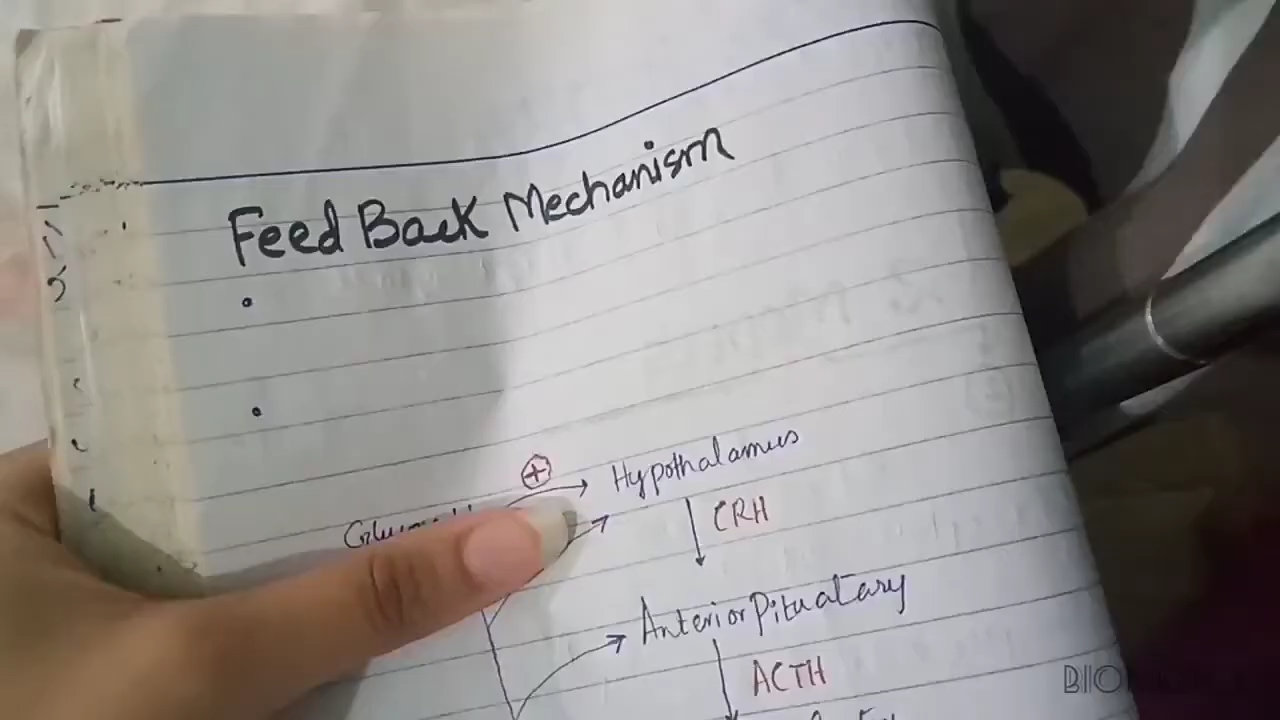 Feed Back Mechanism
+
Hypothalamus
CRH
Anterior Pituatary
ACTH